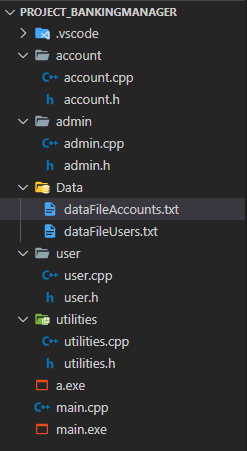 PROJECT_BANKINGMANAGER
.vscode
account
account.cpp
account.h
admin
admin.cpp
admin.h
Data
dataFileAccounts.txt
dataFileUsers.txt
user
user.cpp
user.h
utilities
utilities.cpp
utilities.h
a.exe
main.cpp
main.exe